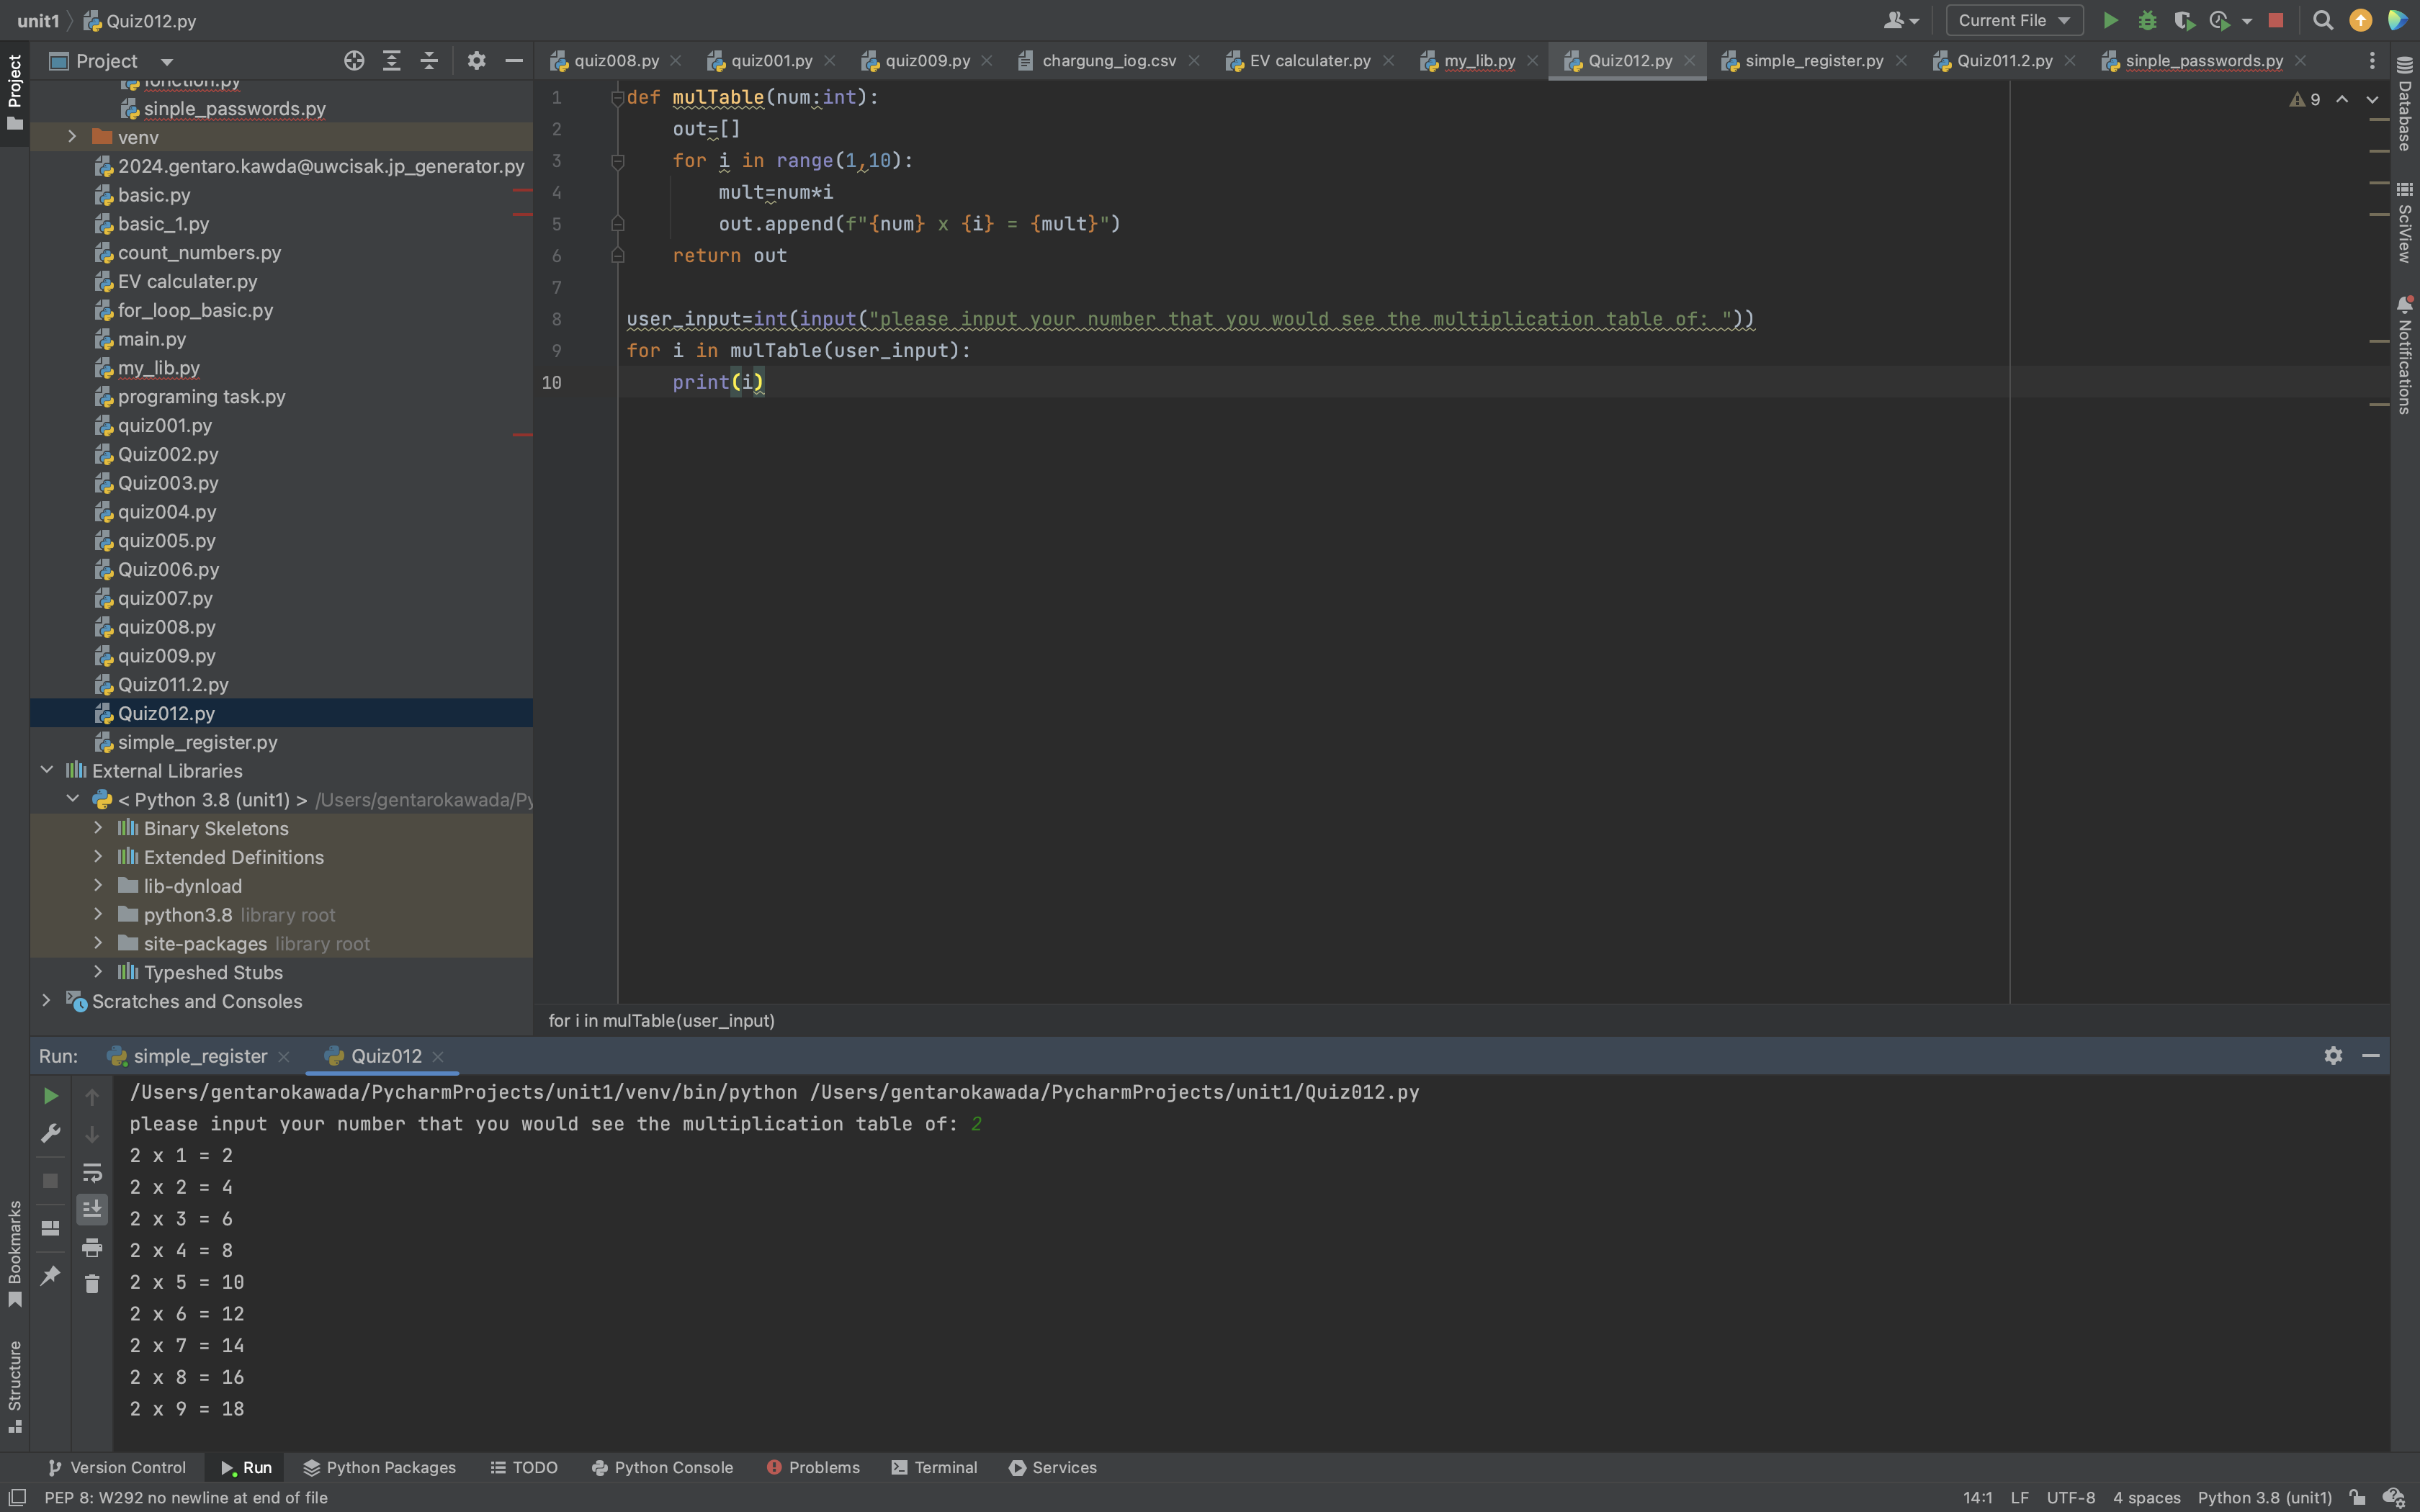 unit1 Quiz012.py
Current File
Project
quiz008.py
quiz001.py
quiz009.py
chargung_iog.csv
EV calculater.py
my_lib.py
Quiz012.py
simple_register.py
Quiz011.2.py
sinple_passwords.py
Project
sinple_passwords.py
venv
2024.gentaro.kawda@uwcisak.jp_generator.py
basic.py
basic_1.py
count_numbers.py
EV calculater.py
for_loop_basic.py
main.py
my_lib.py
programing task.py
quiz001.py
Quiz002.py
Quiz003.py
quiz004.py
quiz005.py
Quiz006.py
quiz007.py
quiz008.py
quiz009.py
Quiz011.2.py
Quiz012.py
simple_register.py
External Libraries
< Python 3.8 (unit1) > /Users/gentarokawada/Py
Binary Skeletons
Extended Definitions
lib-dynload
python3.8 library root
site-packages library root
Typeshed Stubs
Scratches and Consoles
1 def mulTable(num:int):
2 out=[]
3 for i in range(1,10):
4 mult=num*i
5 out.append(f"{num} x {i} = {mult}")
6 return out
7
8 user_input=int(input("please input your number that you would see the multiplication table of: "))
9 for i in mulTable(user_input):
10 print(i)
9
Database
SciView
Notifications
for i in mulTable(user_input)
Run: simple_register Quiz012
/Users/gentarokawada/PycharmProjects/unit1/venv/bin/python /Users/gentarokawada/PycharmProjects/unit1/Quiz012.py
please input your number that you would see the multiplication table of: 2
2 x 1 = 2
2 x 2 = 4
2 x 3 = 6
2 x 4 = 8
2 x 5 = 10
2 x 6 = 12
2 x 7 = 14
2 x 8 = 16
2 x 9 = 18
Bookmarks
Structure
Version Control
Run
Python Packages
TODO
Python Console
Problems
Terminal
Services
PEP 8: W292 no newline at end of file
14:1 LF UTF-8 4 spaces Python 3.8 (unit1)